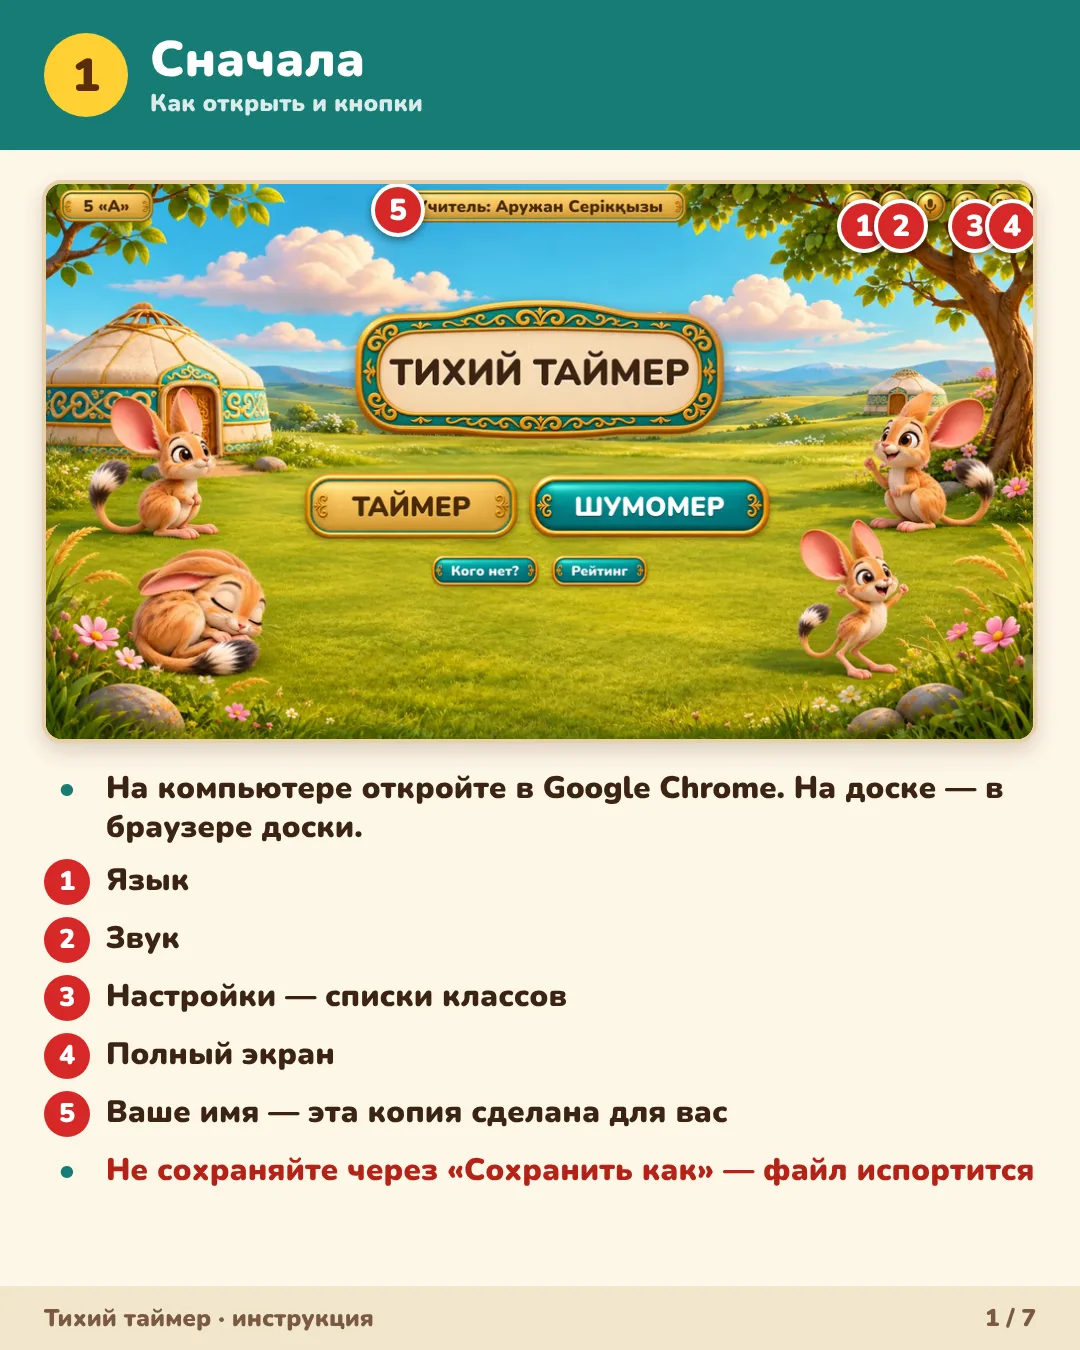 1
Сначала
Как открыть и кнопки
5 «А»
5
Учитель: Аружан Серікқызы
1 2 3 4
ТИХИЙ ТАЙМЕР
ТАЙМЕР
ШУМОМЕР
Кого нет?
Рейтинг
• На компьютере откройте в Google Chrome. На доске — в
браузере доски.
1 Язык
2 Звук
3 Настройки — списки классов
4 Полный экран
5 Ваше имя — эта копия сделана для вас
• Не сохраняйте через «Сохранить как» — файл испортится
Тихий таймер · инструкция
1 / 7